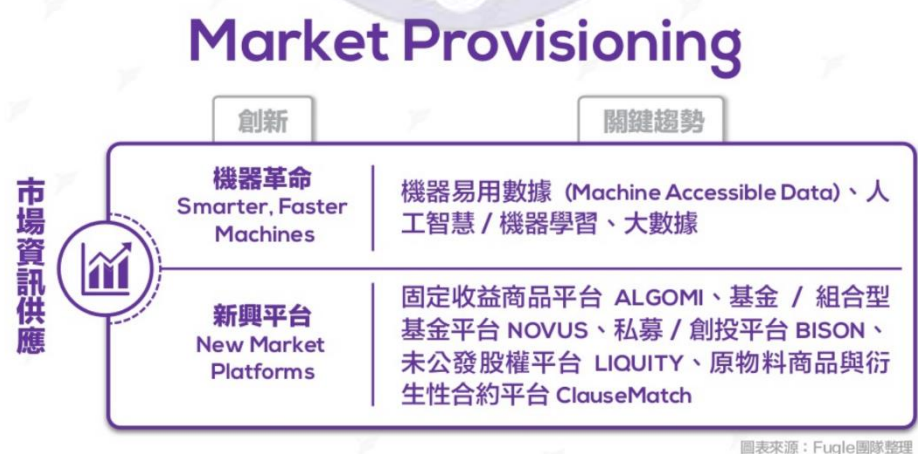 Market Provisioning
創新
關鍵趨勢
市場資訊供應
機器革命
Smarter, Faster
Machines
機器易用數據 (Machine Accessible Data)、人
工智慧 / 機器學習、大數據
新興平台
New Market
Platforms
固定收益商品平台 ALGOMI、基金 / 組合型
基金平台 NOVUS、私募 / 創投平台 BISON、
未公發股權平台 LIQUITY、原物料商品與衍
生性合約平台 ClauseMatch
圖表來源：Fugle團隊整理